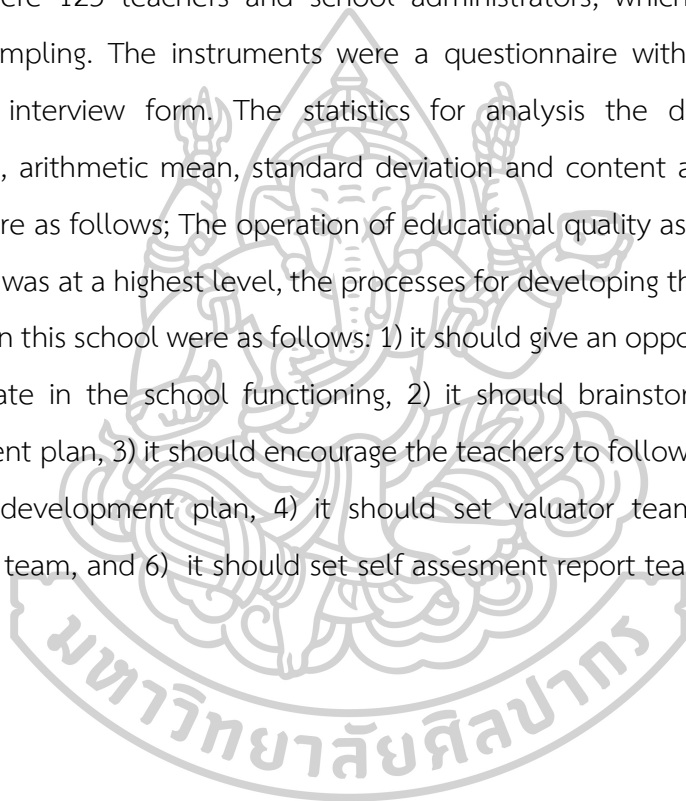 ere 123 teachers and school administrators, which
mpling. The instruments were a questionnaire with
interview form. The statistics for analysis the d
, arithmetic mean, standard deviation and content a
re as follows; The operation of educational quality as
was at a highest level, the processes for developing th
n this school were as follows: 1) it should give an oppo
ate in the school functioning, 2) it should brainstor
ent plan, 3) it should encourage the teachers to follow
development plan, 4) it should set valuator team
team, and 6) it should set self assesment report tea
มหาวิทยาลัยศิลปากร